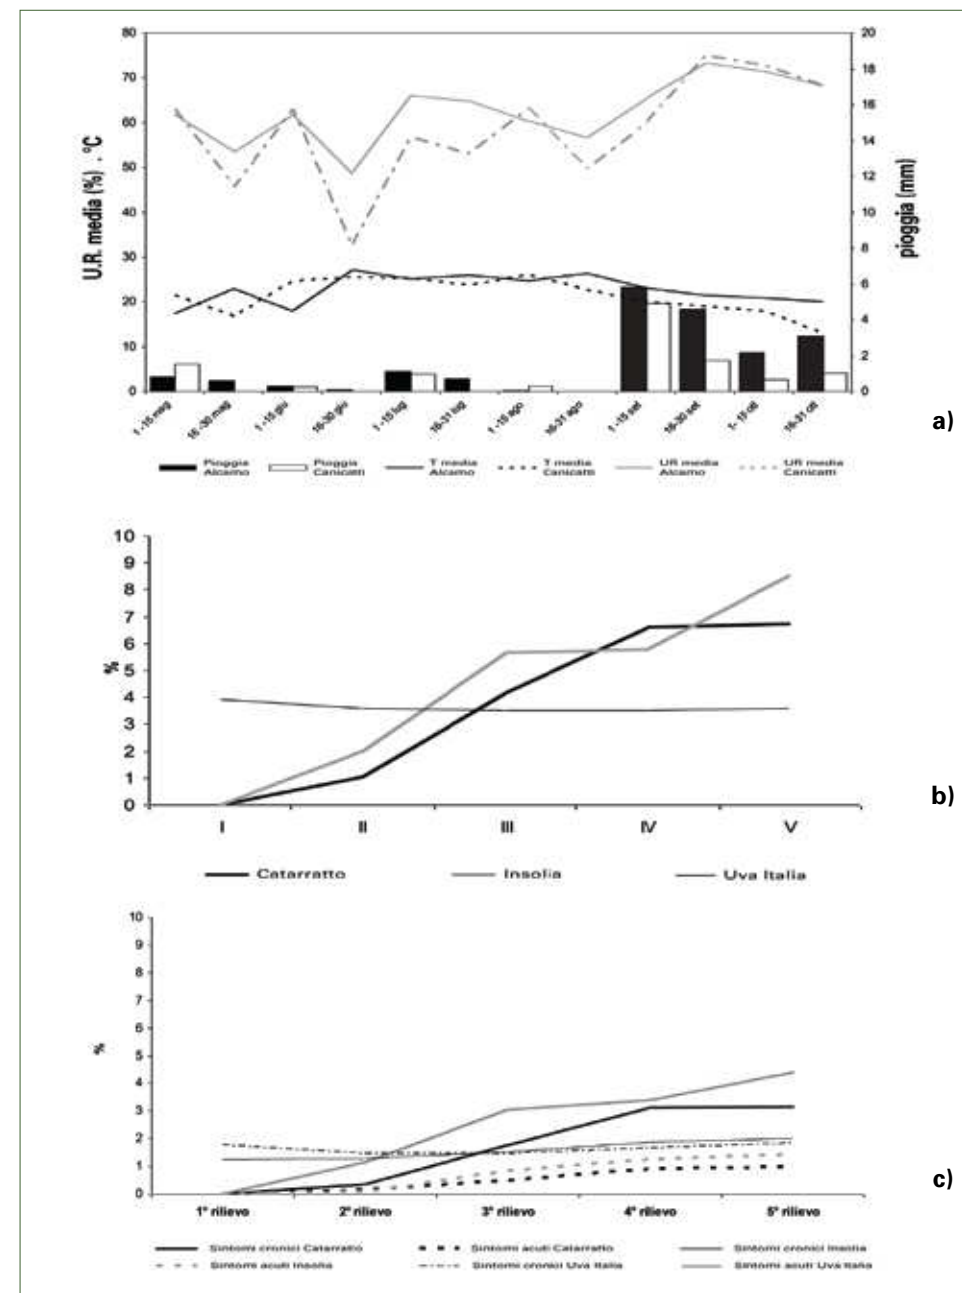 80
70
60
50
40
30
20
10
0
U.R. media (%) . °C
20
18
16
14
12
10
8
6
4
2
0
pioggia (mm)
1 -15 mag
16 -30 mag
1 -15 giu
16-30 giu
1 -15 lug
16-31 lug
1 -15 ago
16-31 ago
1 -15 set
16-30 set
1- 15 ott
16-31 ott
a)
Pioggia Alcamo
Pioggia Canicattì
T media Alcamo
T media Canicattì
UR media Alcamo
UR media Canicattì
10
9
8
7
6
5
4
3
2
1
0
%
I
II
III
IV
V
b)
Catarratto
Insolia
Uva Italia
10
9
8
7
6
5
4
3
2
1
0
%
1° rilievo
2° rilievo
3° rilievo
4° rilievo
5° rilievo
c)
Sintomi cronici Catarratto
Sintomi acuti Catarratto
Sintomi cronici Insolia
Sintomi acuti Insolia
Sintomi cronici Uva Italia
Sintomi acuti Uva Italia